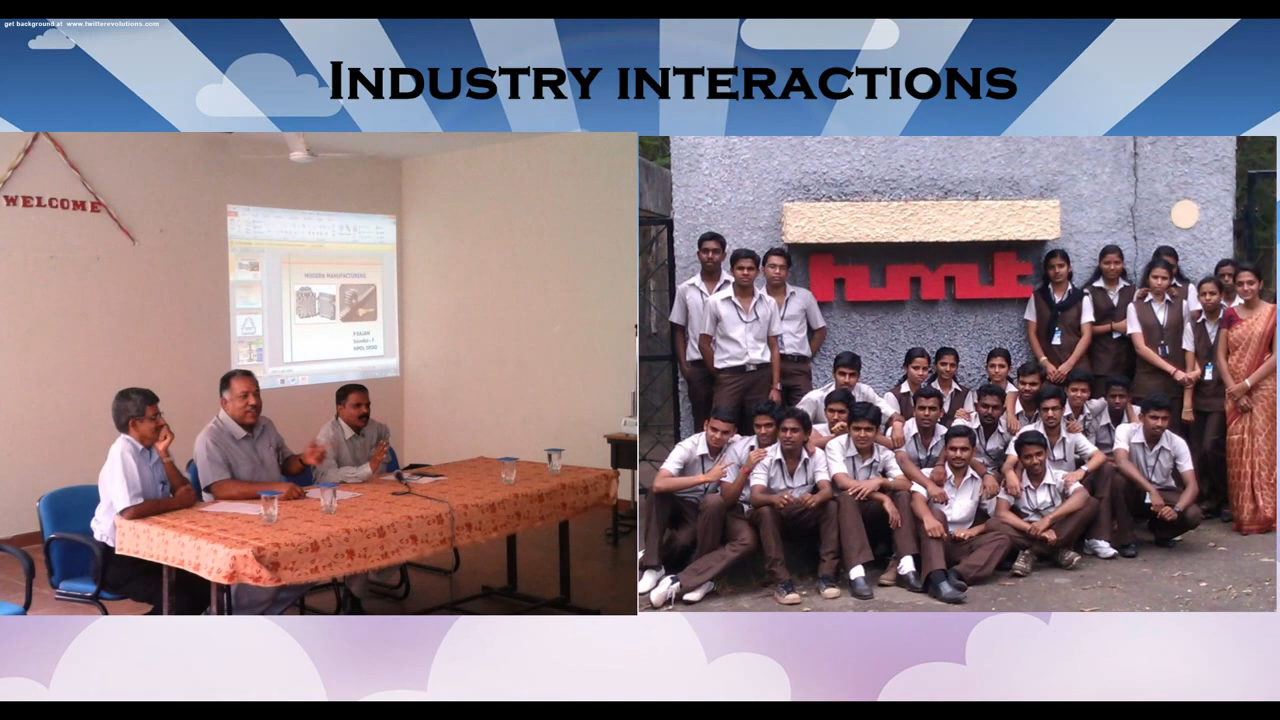 get background at www.twitterevolutions.com
INDUSTRY INTERACTIONS
WELCOME
MODERN MANUFACTURING
hmt